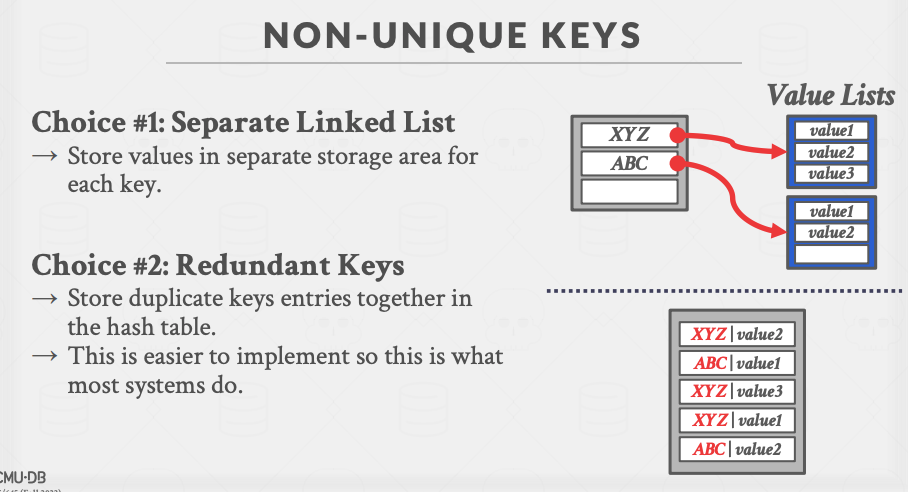 NON-UNIQUE KEYS
Choice #1: Separate Linked List
→ Store values in separate storage area for
each key.
Choice #2: Redundant Keys
→ Store duplicate keys entries together in
the hash table.
→ This is easier to implement so this is what
most systems do.
Value Lists
XYZ
ABC
value1
value2
value3
value1
value2
XYZ|value2
ABC|value1
XYZ|value3
XYZ|value1
ABC|value2
CMU·DB